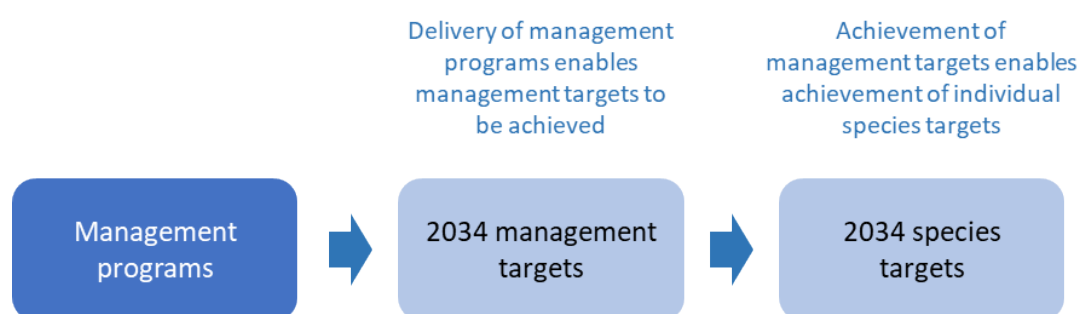 Delivery of management
programs enables
management targets to
be achieved
Achievement of
management targets enables
achievement of individual
species targets
Management
programs
2034 management
targets
2034 species
targets